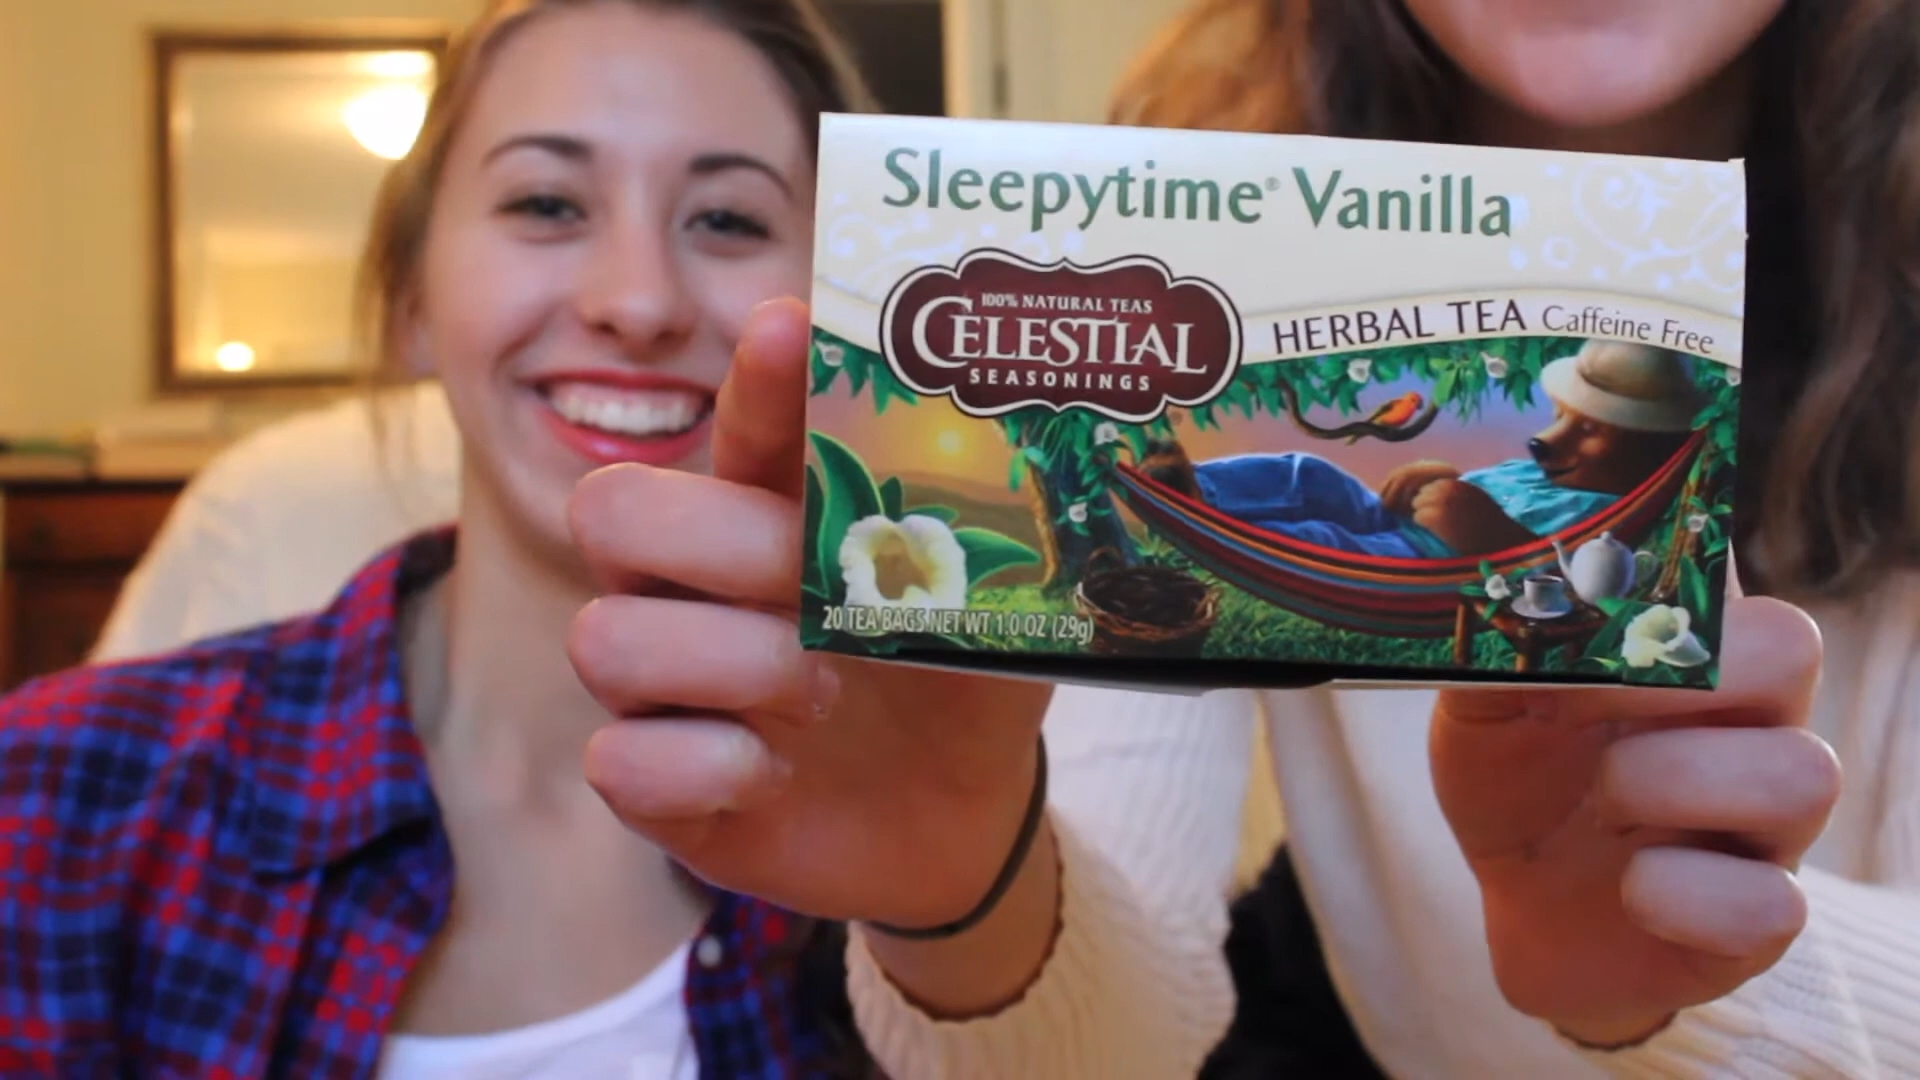 Sleepytime® Vanilla
100% NATURAL TEAS
CELESTIAL
SEASONINGS
HERBAL TEA Caffeine Free
20 TEA BAGS NET WT 1.0 OZ (29g)